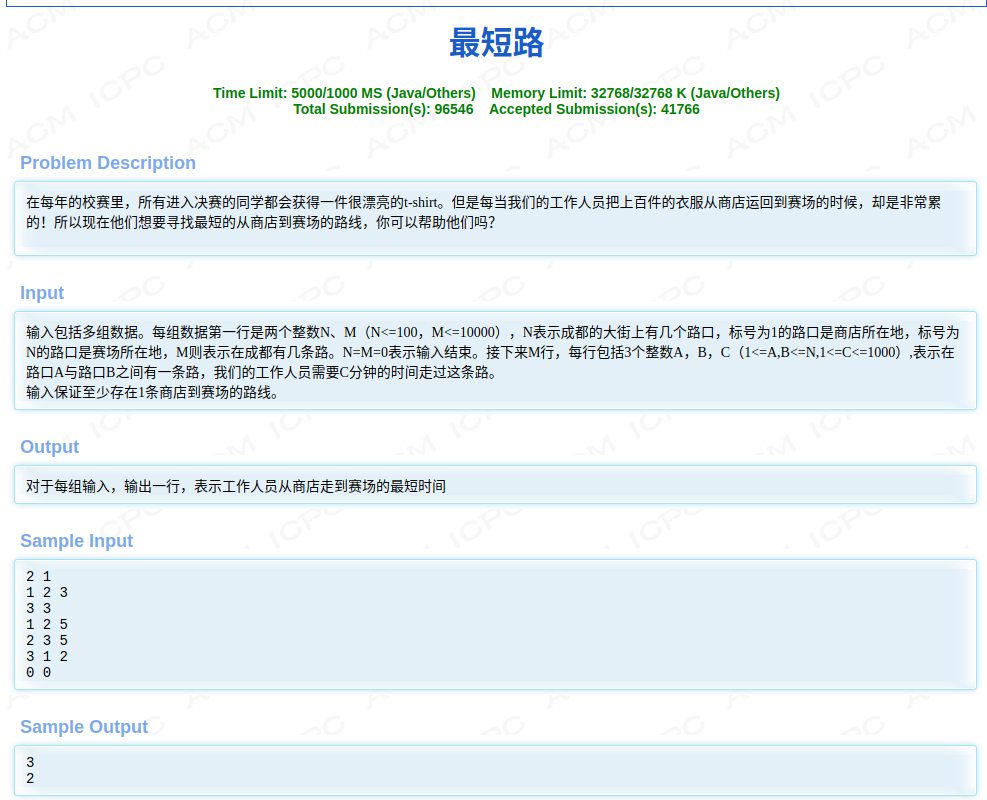 最短路
Time Limit: 5000/1000 MS (Java/Others)    Memory Limit: 32768/32768 K (Java/Others)
Total Submission(s): 96546    Accepted Submission(s): 41766
Problem Description
在每年的校赛里，所有进入决赛的同学都会获得一件很漂亮的t-shirt。但是每当我们的工作人员把上百件的衣服从商店运回到赛场的时候，却是非常累
的！所以现在他们想要寻找最短的从商店到赛场的路线，你可以帮助他们吗？
Input
输入包括多组数据。每组数据第一行是两个整数N、M（N<=100，M<=10000），N表示成都的大街上有几个路口，标号为1的路口是商店所在地，标号为
N的路口是赛场所在地，M则表示在成都有几条路。N=M=0表示输入结束。接下来M行，每行包括3个整数A，B，C（1<=A,B<=N,1<=C<=1000）,表示在
路口A与路口B之间有一条路，我们的工作人员需要C分钟的时间走过这条路。
输入保证至少存在1条商店到赛场的路线。
Output
对于每组输入，输出一行，表示工作人员从商店走到赛场的最短时间
Sample Input
2 1
1 2 3
3 3
1 2 5
2 3 5
3 1 2
0 0
Sample Output
3
2